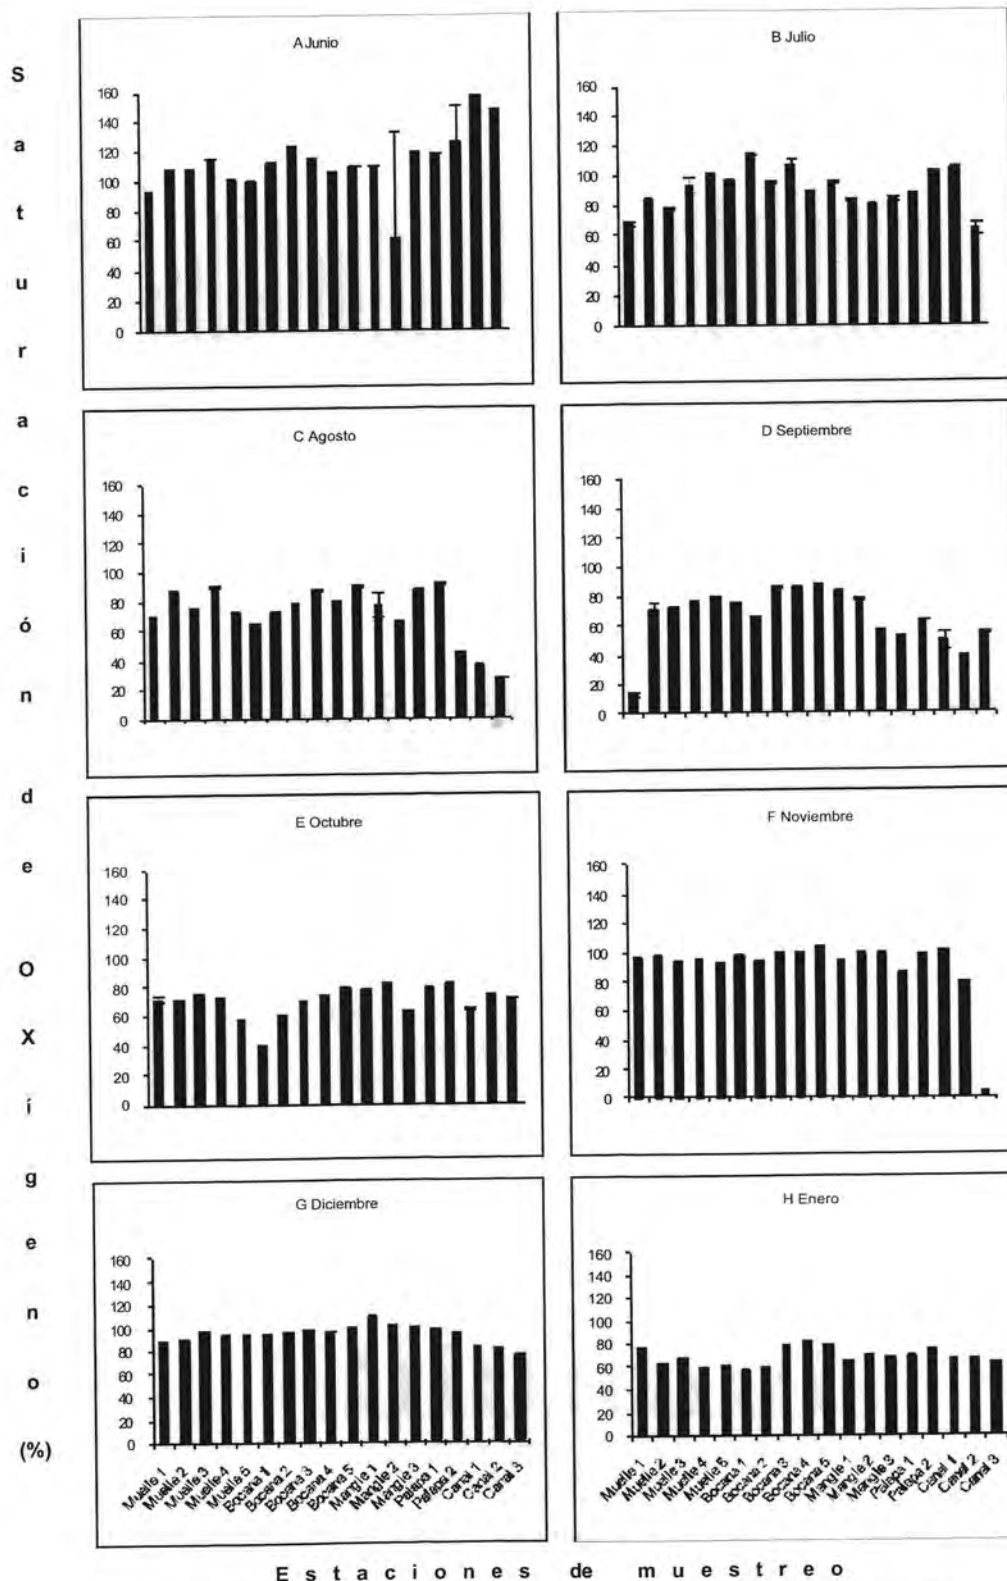 Saturación de OXígeno (%)
A Junio
160
140
120
100
80
60
40
20
0
B Julio
160
140
120
100
80
60
40
20
0
C Agosto
160
140
120
100
80
60
40
20
0
D Septiembre
160
140
120
100
80
60
40
20
0
E Octubre
160
140
120
100
80
60
40
20
0
F Noviembre
160
140
120
100
80
60
40
20
0
G Diciembre
160
140
120
100
80
60
40
20
0
Muelle 1
Muelle 2
Muelle 3
Muelle 4
Muelle 5
Bocana 1
Bocana 2
Bocana 3
Bocana 4
Bocana 5
Mangle 1
Mangle 2
Mangle 3
Palapa 1
Palapa 2
Canal 1
Canal 2
Canal 3
H Enero
160
140
120
100
80
60
40
20
0
Muelle 1
Muelle 2
Muelle 3
Muelle 4
Muelle 5
Bocana 1
Bocana 2
Bocana 3
Bocana 4
Bocana 5
Mangle 1
Mangle 2
Mangle 3
Palapa 1
Palapa 2
Canal 1
Canal 2
Canal 3
Estaciones de muestreo